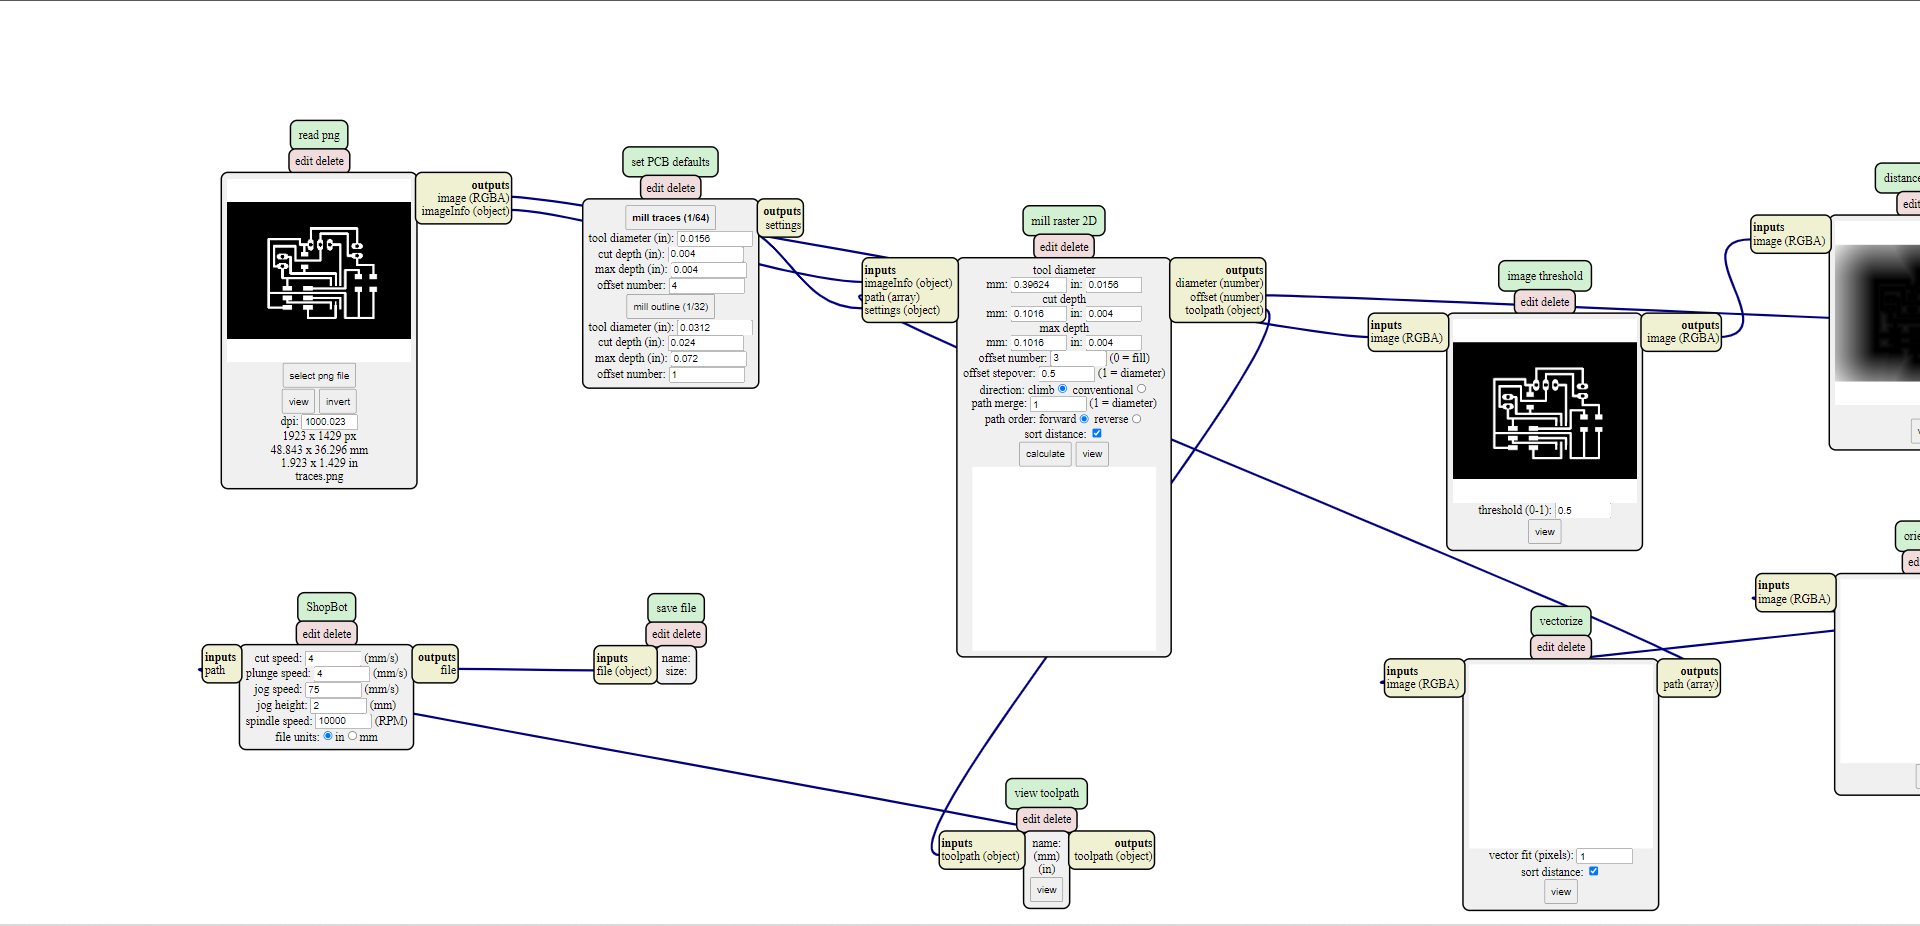 read png
edit delete
outputs
image (RGBA)
imageInfo (object)
select png file
view invert
dpi: 1000.023
1923 x 1429 px
48.843 x 36.296 mm
1.923 x 1.429 in
traces.png
set PCB defaults
edit delete
mill traces (1/64)
tool diameter (in): 0.0156
cut depth (in): 0.004
max depth (in): 0.004
offset number: 4
mill outline (1/32)
tool diameter (in): 0.0312
cut depth (in): 0.024
max depth (in): 0.072
offset number: 1
outputs
settings
mill raster 2D
edit delete
inputs
imageInfo (object)
path (array)
settings (object)
tool diameter
mm: 0.39624 in: 0.0156
cut depth
mm: 0.1016 in: 0.004
max depth
mm: 0.1016 in: 0.004
offset number: 3 (0 = fill)
offset stepover: 0.5 (1 = diameter)
direction: climb conventional
path merge: 1 (1 = diameter)
path order: forward reverse
sort distance:
calculate view
outputs
diameter (number)
offset (number)
toolpath (object)
image threshold
edit delete
inputs
image (RGBA)
threshold (0-1): 0.5
view
outputs
image (RGBA)
distance
edit
inputs
image (RGBA)
ShopBot
edit delete
inputs
path
cut speed: 4 (mm/s)
plunge speed: 4 (mm/s)
jog speed: 75 (mm/s)
jog height: 2 (mm)
spindle speed: 10000 (RPM)
file units: in mm
outputs
file
save file
edit delete
inputs
file (object)
name:
size:
view toolpath
edit delete
inputs
toolpath (object)
name:
(mm)
(in)
view
outputs
toolpath (object)
vectorize
edit delete
inputs
image (RGBA)
vector fit (pixels): 1
sort distance:
view
outputs
path (array)
orie
ed
inputs
image (RGBA)